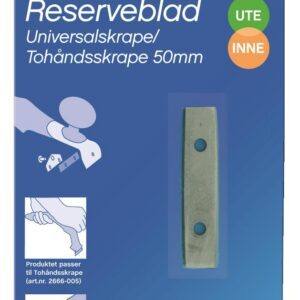 Reserveblad
UTE
Universalskrape/
INNE
Tohåndsskrape 50mm
Produktet passer
til Tohåndsskrape
(art.nr. 2666-005)